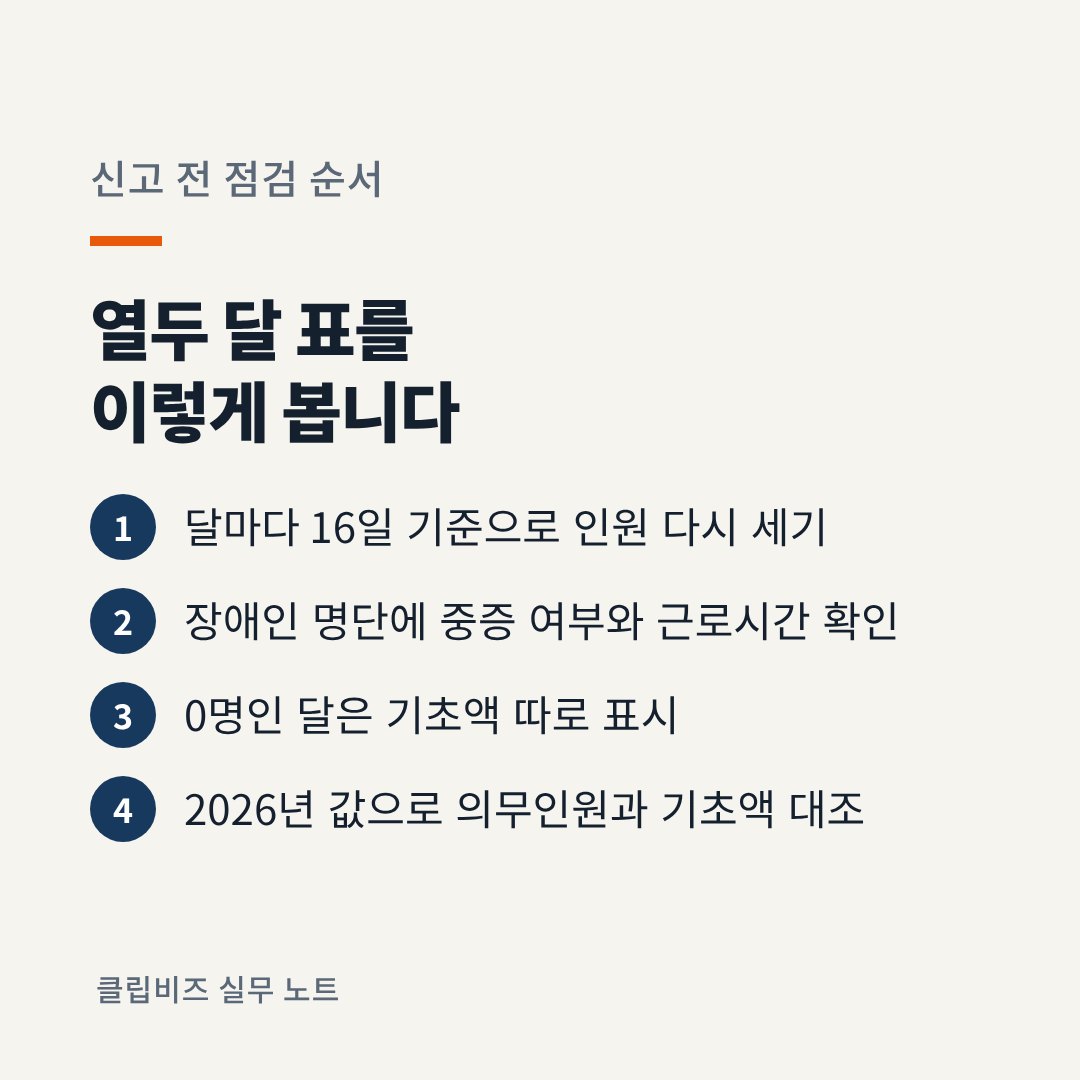 신고 전 점검 순서
열두 달 표를
이렇게 봅니다
1 달마다 16일 기준으로 인원 다시 세기
2 장애인 명단에 중증 여부와 근로시간 확인
3 0명인 달은 기초액 따로 표시
4 2026년 값으로 의무인원과 기초액 대조
클립비즈 실무 노트